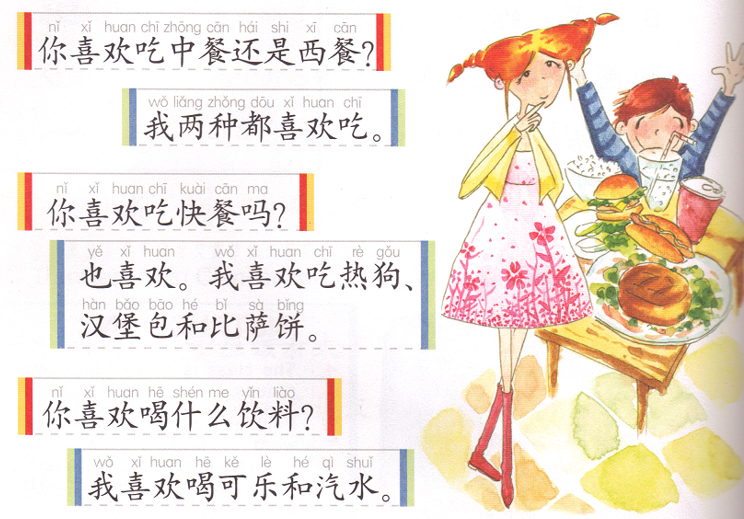 nǐ xǐ huan chī zhōng cān hái shi xī cān
你喜欢吃中餐还是西餐？
wǒ liǎng zhǒng dōu xǐ huan chī
我两种都喜欢吃。
nǐ xǐ huan chī kuài cān ma
你喜欢吃快餐吗？
yě xǐ huan wǒ xǐ huan chī rè gǒu
也喜欢。我喜欢吃热狗、
hàn bǎo bāo hé bǐ sà bǐng
汉堡包和比萨饼。
nǐ xǐ huan hē shén me yǐn liào
你喜欢喝什么饮料？
wǒ xǐ huan hē kě lè hé qì shuǐ
我喜欢喝可乐和汽水。